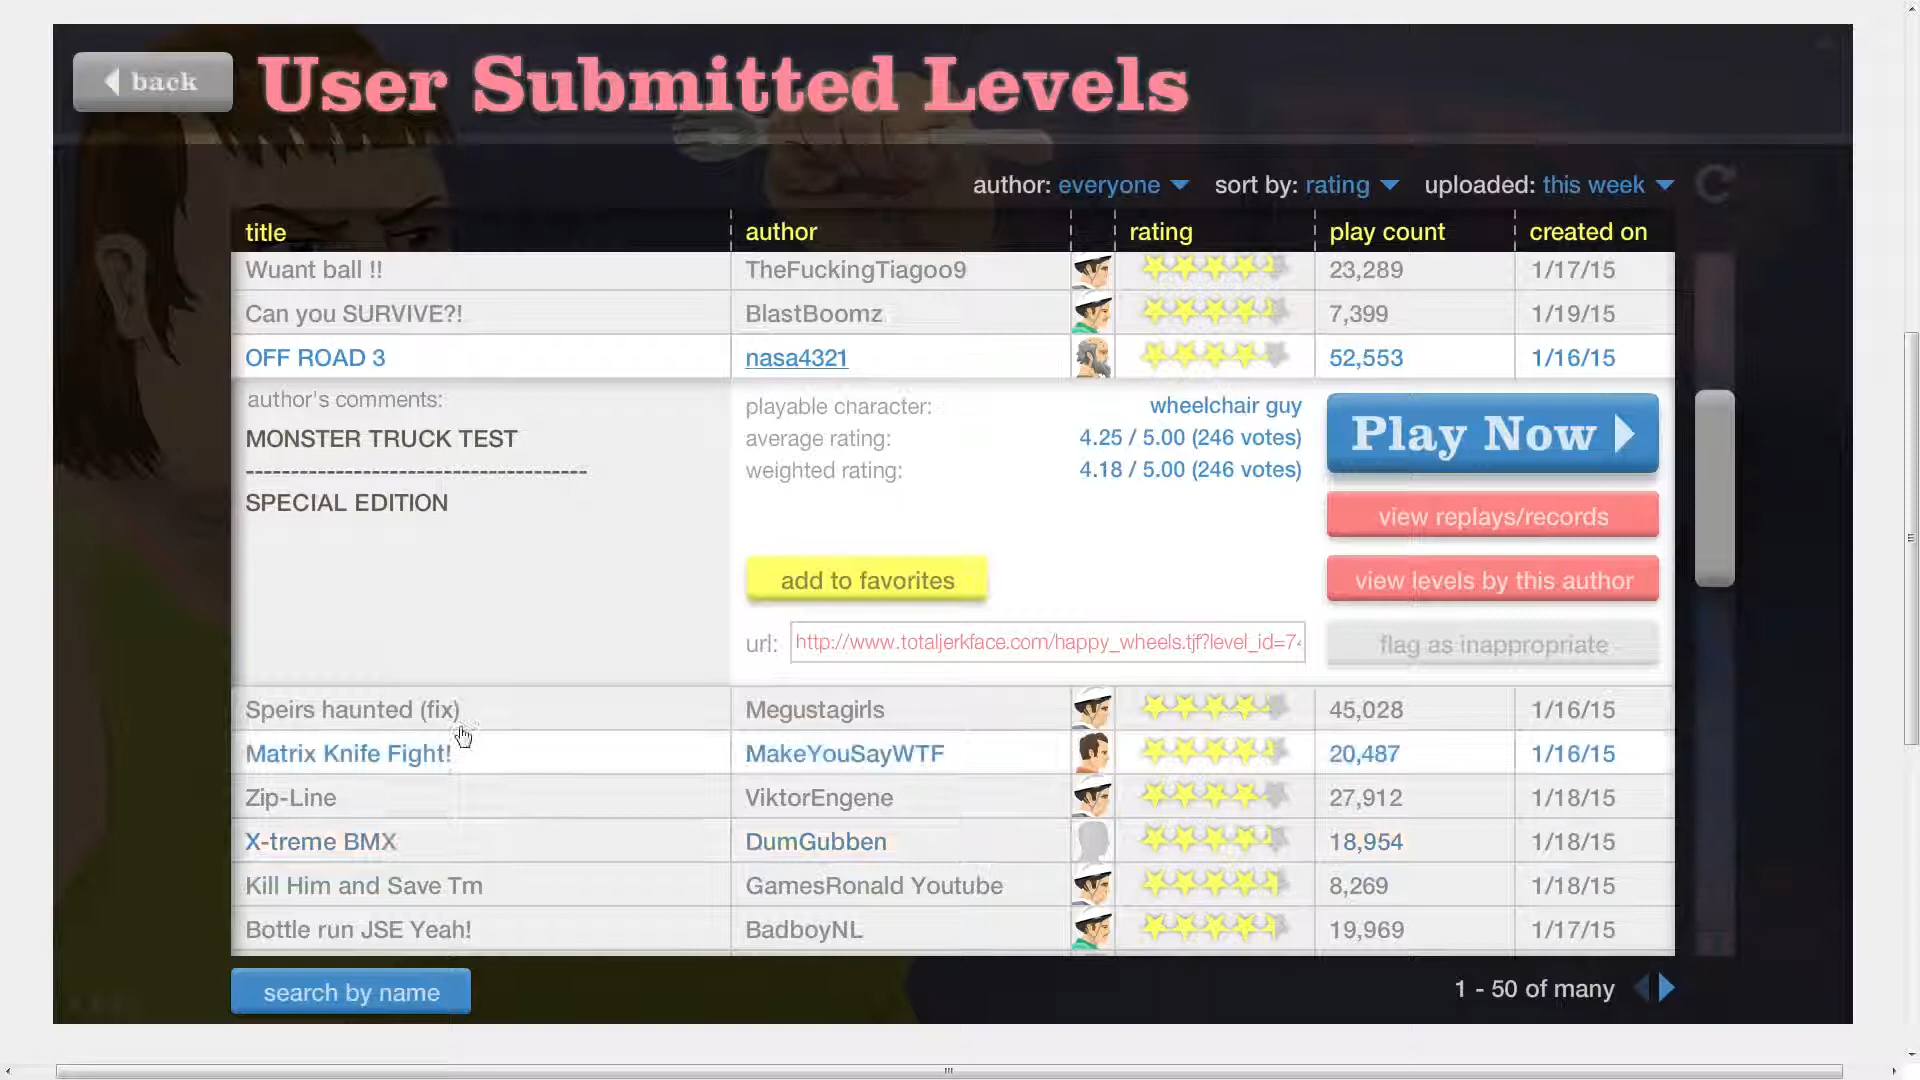 back
User Submitted Levels
author: everyone sort by: rating uploaded: this week
title author rating play count created on
Wuant ball !! TheFuckingTiagoo9 23,289 1/17/15
Can you SURVIVE?! BlastBoomz 7,399 1/19/15
OFF ROAD 3 nasa4321 52,553 1/16/15
author's comments:
MONSTER TRUCK TEST
--------------------------------------
SPECIAL EDITION
playable character: wheelchair guy
average rating: 4.25 / 5.00 (246 votes)
weighted rating: 4.18 / 5.00 (246 votes)
add to favorites
url: http://www.totaljerkface.com/happy_wheels.tjf?level_id=7
Play Now
view replays/records
view levels by this author
flag as inappropriate
Speirs haunted (fix) Megustagirls 45,028 1/16/15
Matrix Knife Fight! MakeYouSayWTF 20,487 1/16/15
Zip-Line ViktorEngene 27,912 1/18/15
X-treme BMX DumGubben 18,954 1/18/15
Kill Him and Save Tm GamesRonald Youtube 8,269 1/18/15
Bottle run JSE Yeah! BadboyNL 19,969 1/17/15
search by name
1 - 50 of many